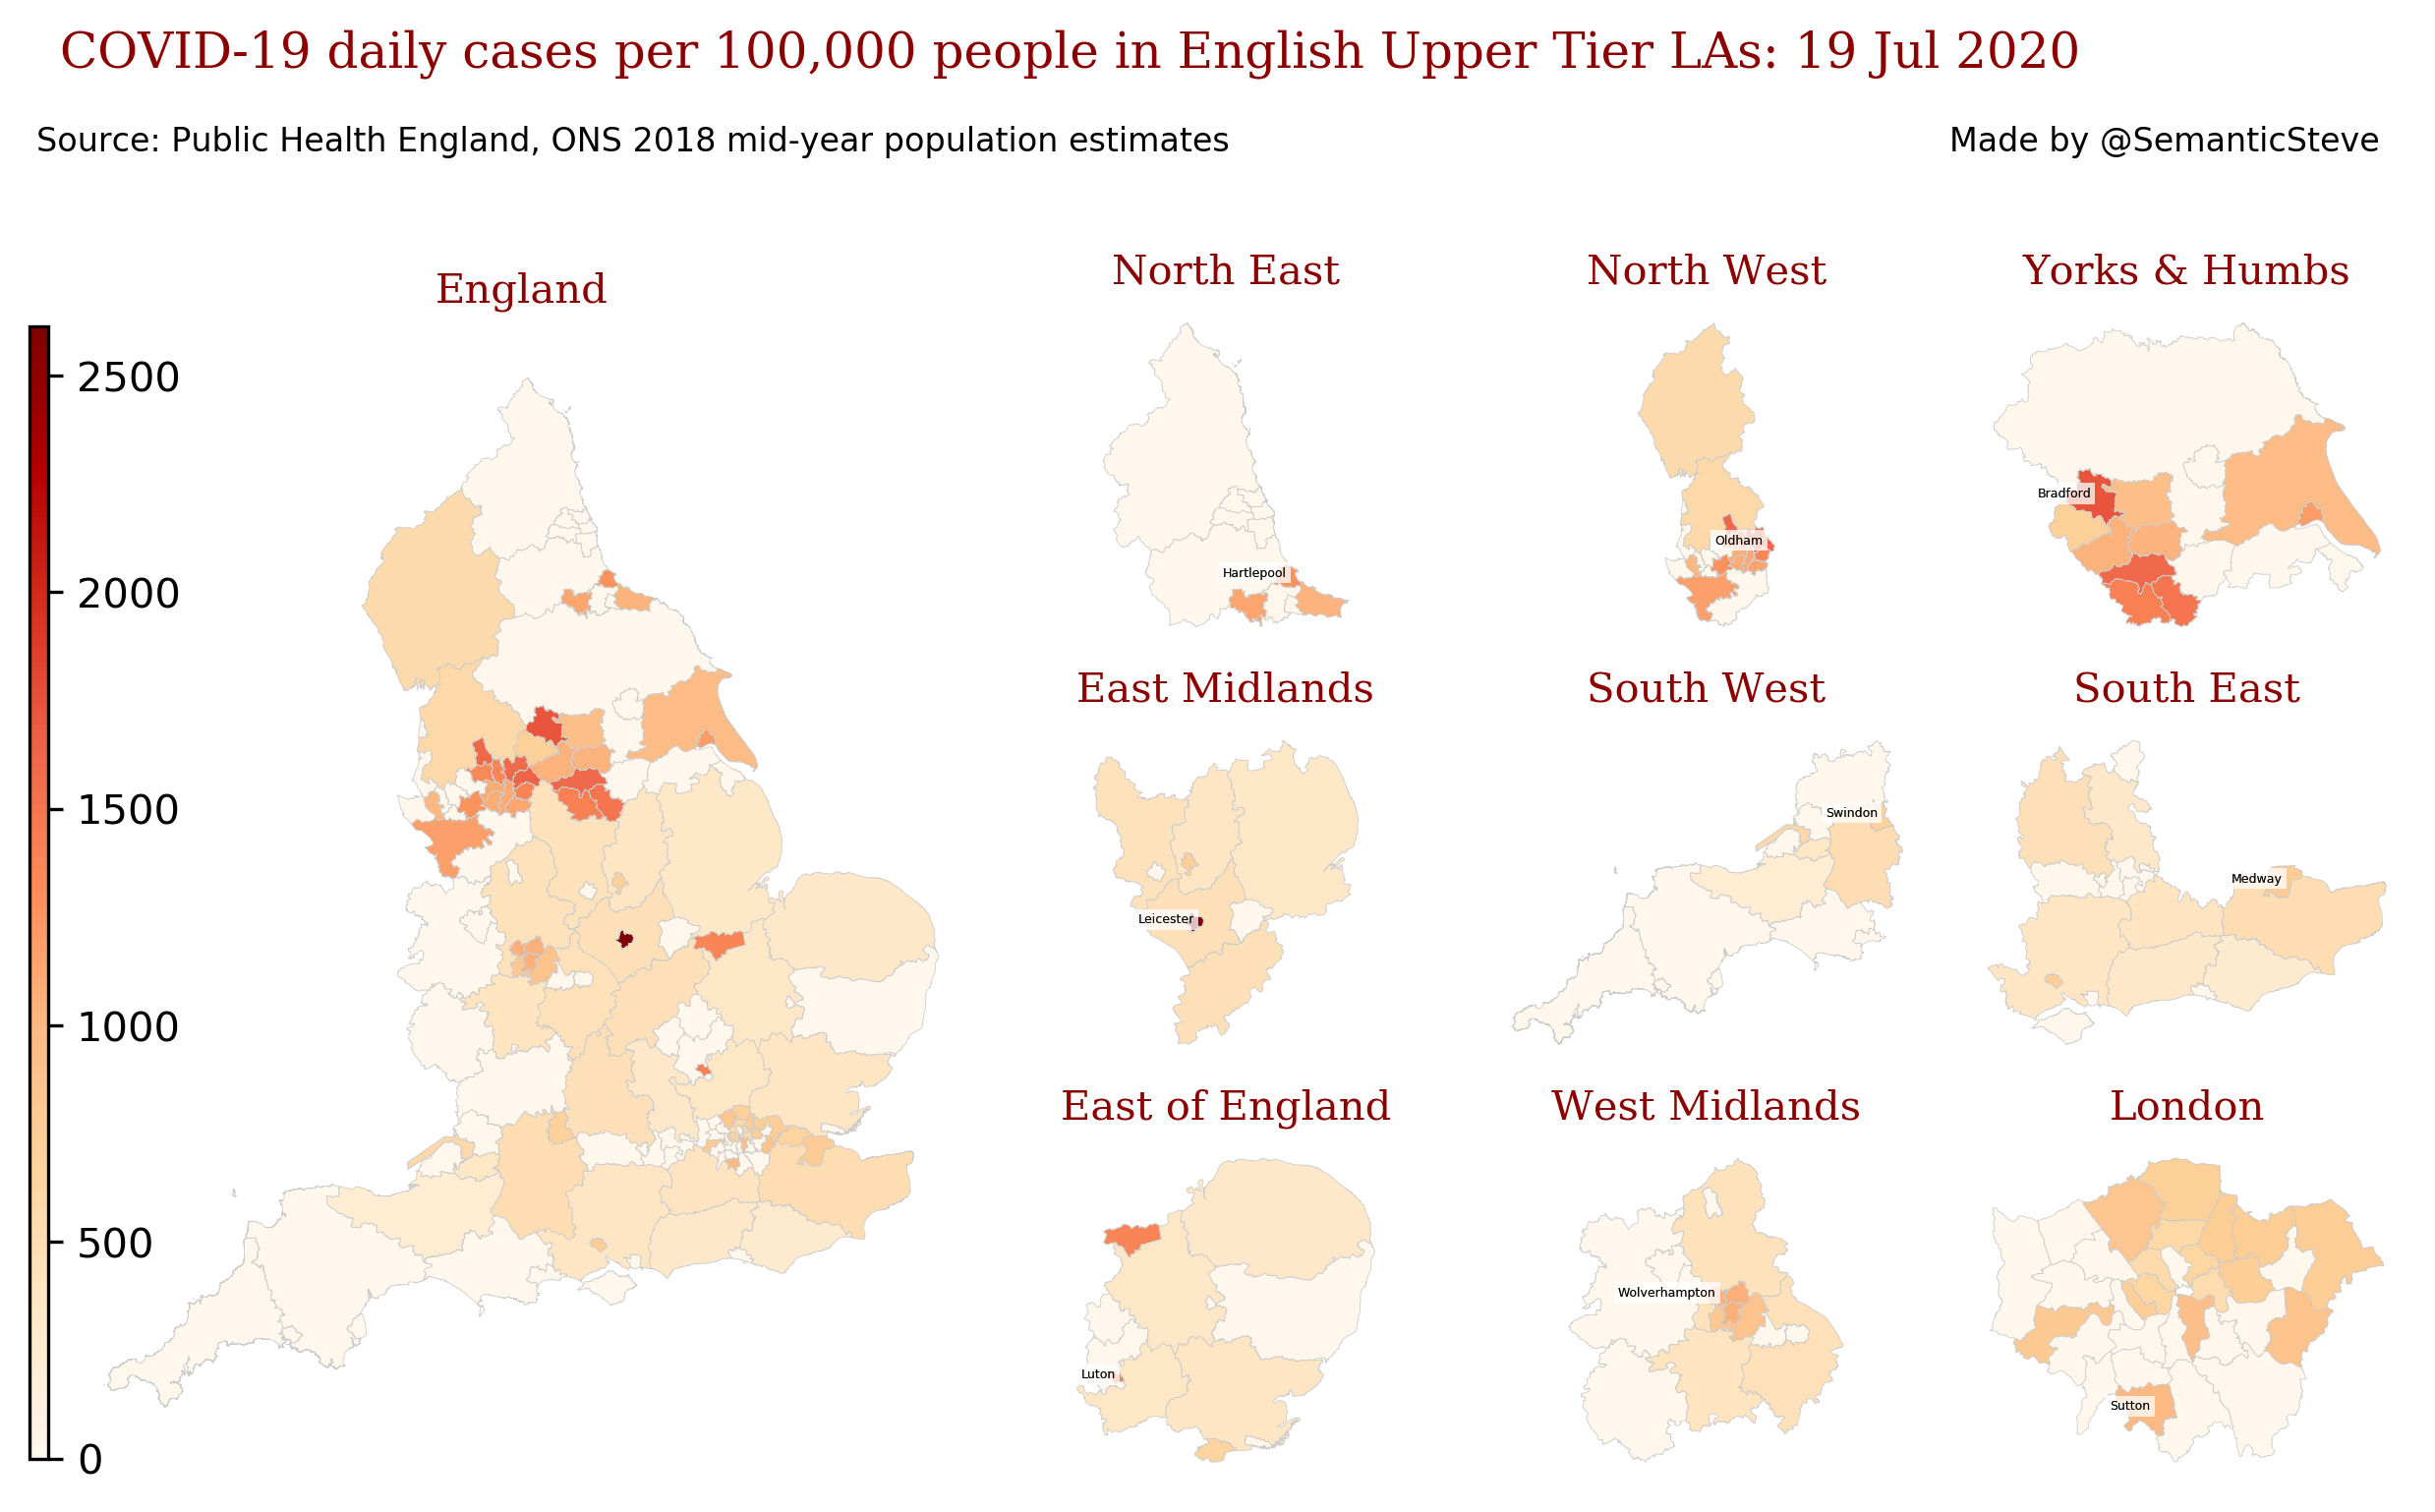 COVID-19 daily cases per 100,000 people in English Upper Tier LAs: 19 Jul 2020
Source: Public Health England, ONS 2018 mid-year population estimates
Made by @SemanticSteve
England
2500
2000
1500
1000
500
0
North East
Hartlepool
North West
Oldham
Yorks & Humbs
Bradford
East Midlands
Leicester
South West
Swindon
South East
Medway
East of England
Luton
West Midlands
Wolverhampton
London
Sutton